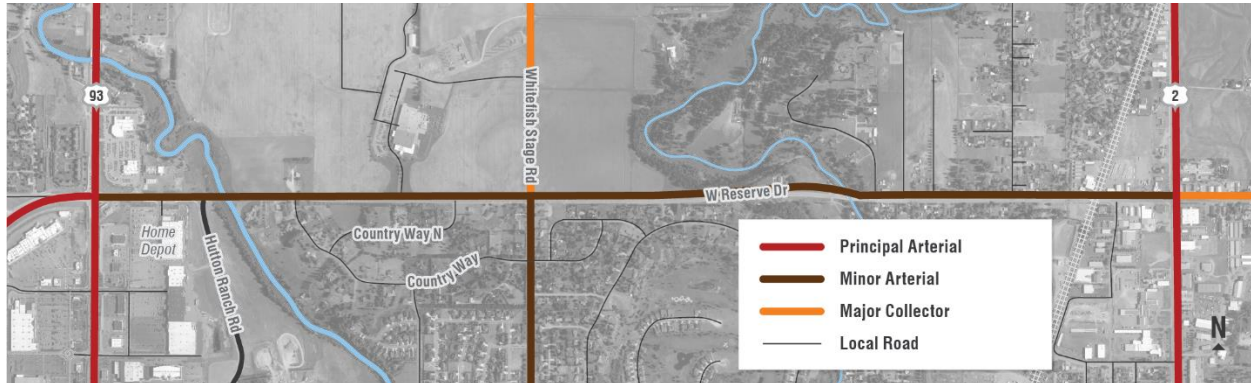 93
2
Whitefish Stage Rd
W Reserve Dr
Home
Depot
Hutton Ranch Rd
Country Way N
Country Way
Principal Arterial
Minor Arterial
Major Collector
Local Road
N